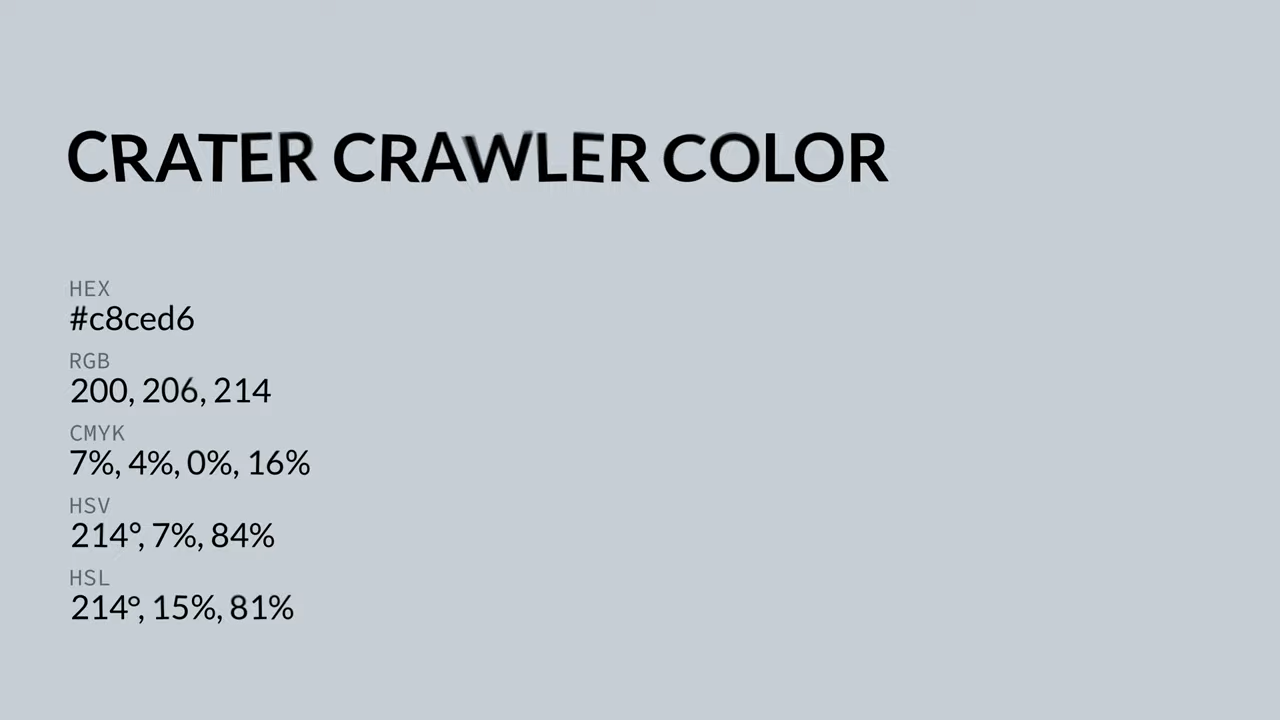 CRATER CRAWLER COLOR
HEX
#c8ced6
RGB
200, 206, 214
CMYK
7%, 4%, 0%, 16%
HSV
214°, 7%, 84%
HSL
214°, 15%, 81%